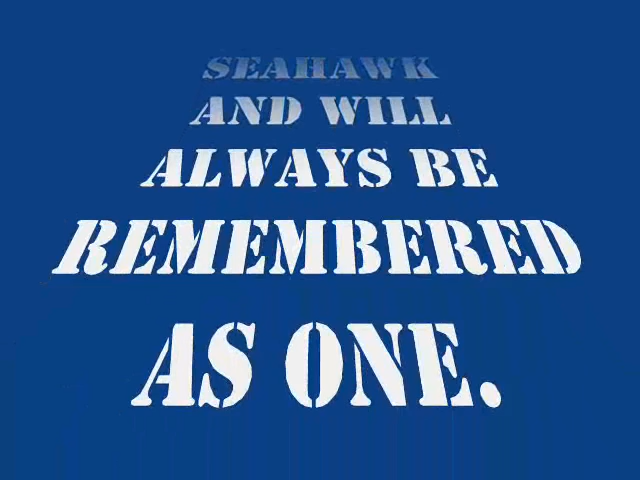 SEAHAWK
AND WILL
ALWAYS BE
REMEMBERED
AS ONE.